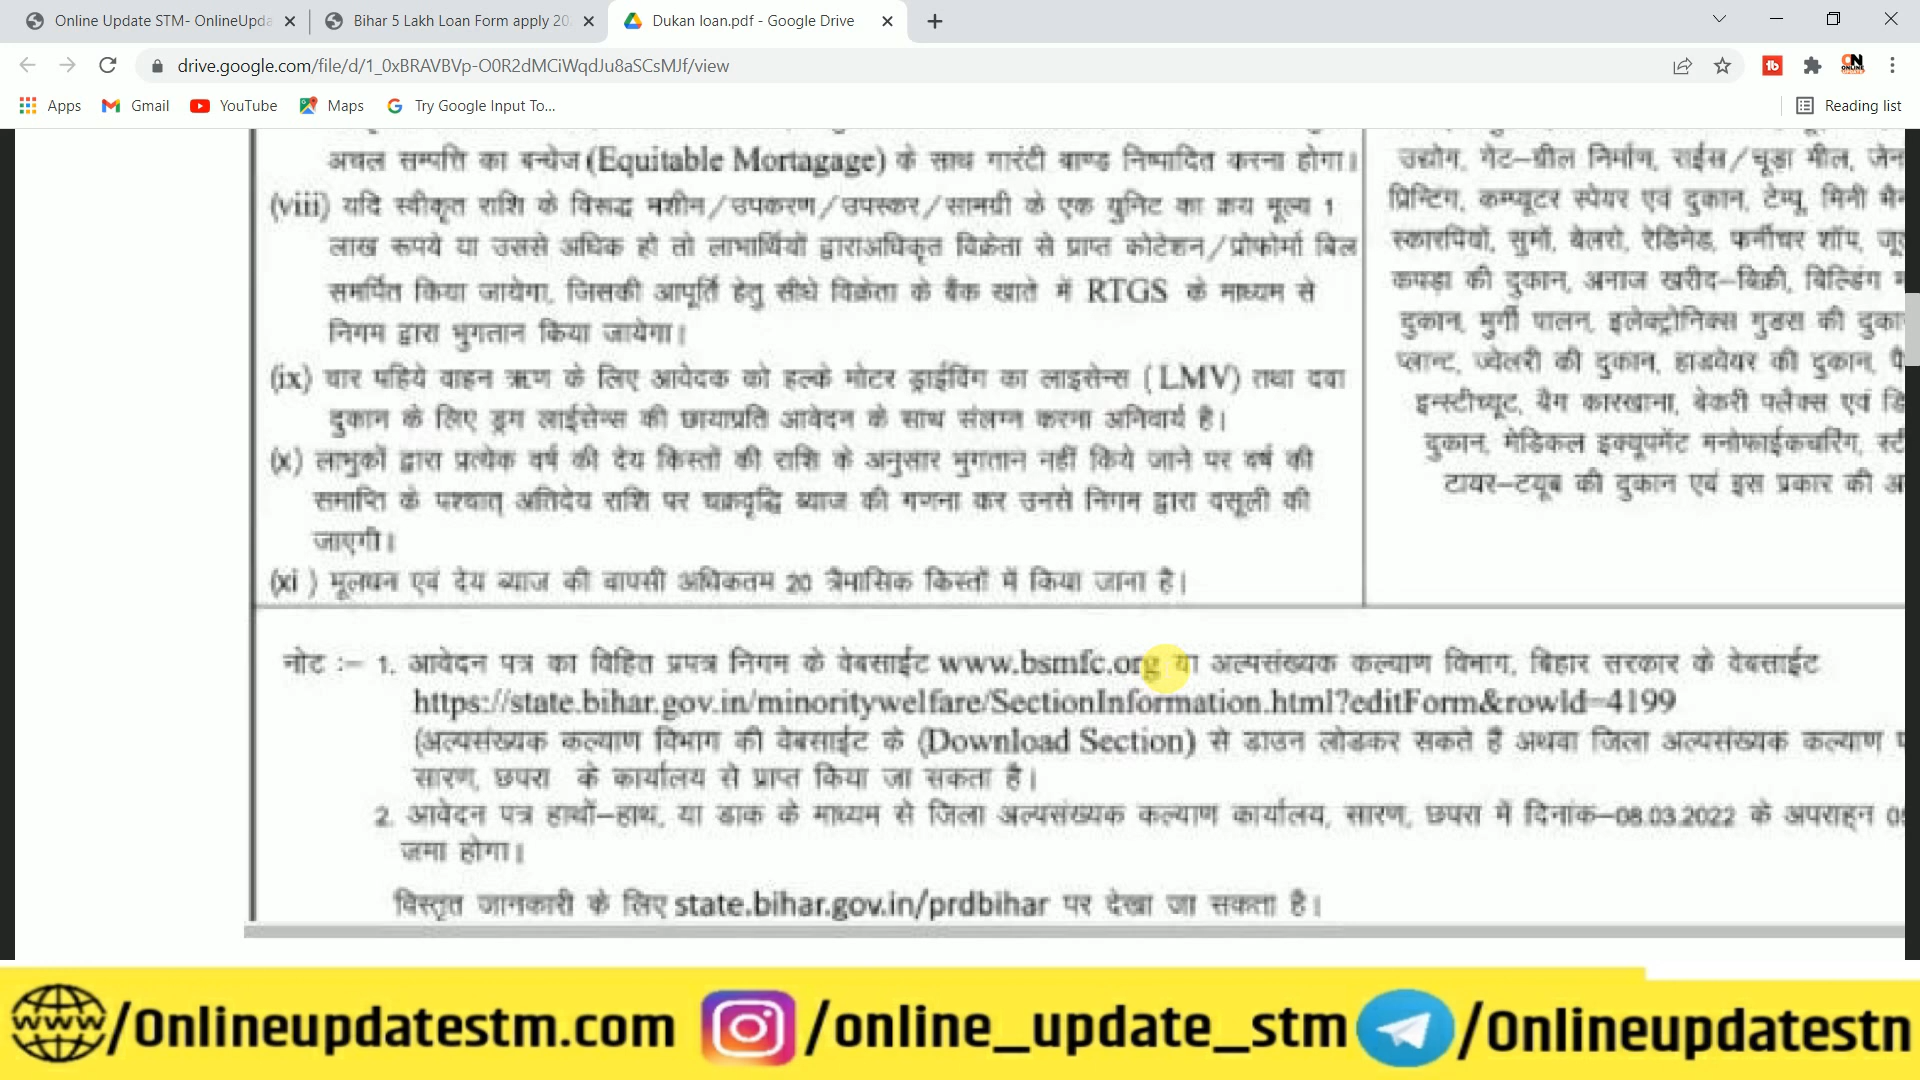 Online Update STM- OnlineUpda
Bihar 5 Lakh Loan Form apply 20
Dukan loan.pdf - Google Drive
drive.google.com/file/d/1_0xBRAVBVp-O0R2dMCiWqdJu8aSCsMJf/view
Apps Gmail YouTube Maps Try Google Input To... Reading list
अचल सम्पत्ति का बन्धेज (Equitable Mortagage) के साथ गारंटी बाण्ड निष्पादित करना होगा।
(viii) यदि स्वीकृत राशि के विरूद्ध मशीन/उपकरण/उपस्कर/सामग्री के एक युनिट का क्रय मूल्य 1
लाख रूपये या उससे अधिक हो तो लाभार्थियों द्वाराअधिकृत विक्रेता से प्राप्त कोटेशन/प्रोफोर्मा बिल
समर्पित किया जायेगा, जिसकी आपूर्ति हेतु सीधे विक्रेता के बैंक खाते में RTGS के माध्यम से
निगम द्वारा भुगतान किया जायेगा।
(ix) चार पहिये वाहन ऋण के लिए आवेदक को हल्के मोटर ड्राईविंग का लाइसेन्स (LMV) तथा दवा
दुकान के लिए ड्रग लाईसेन्स की छायाप्रति आवेदन के साथ संलग्न करना अनिवार्य है।
(x) लाभुकों द्वारा प्रत्येक वर्ष की देय किस्तों की राशि के अनुसार भुगतान नहीं किये जाने पर वर्ष की
समाप्ति के पश्चात् अतिदेय राशि पर चक्रवृद्धि ब्याज की गणना कर उनसे निगम द्वारा वसूली की
जाएगी।
(xi ) मूलधन एवं देय ब्याज की वापसी अधिकतम 20 त्रैमासिक किस्तों में किया जाना है।
उद्योग, गेट-ग्रील निर्माण, राईस/चूड़ा मील, जेन
प्रिन्टिंग, कम्प्यूटर स्पेयर एवं दुकान, टेम्पू, मिनी
स्कारपियों, सुमों, बेलरो, रेडिमेड, फर्नीचर शॉप, जू
कपड़ा की दुकान, अनाज खरीद-बिक्री, बिल्डिंग
दुकान, मुर्गी पालन, इलेक्ट्रोनिक्स गुडस की दुका
प्लान्ट, ज्वेलरी की दुकान, हाडवेयर की दुकान,
इन्स्टीच्यूट, बैग कारखाना, बेकरी फ्लैक्स एवं डि
दुकान, मेडिकल इक्यूपमेंट मनोफाईकचरिंग, स्टी
टायर-टयूब की दुकान एवं इस प्रकार की अ
नोट :- 1. आवेदन पत्र का विहित प्रपत्र निगम के वेबसाईट www.bsmfc.org या अल्पसंख्यक कल्याण विभाग, बिहार सरकार के वेबसाईट
https://state.bihar.gov.in/minoritywelfare/SectionInformation.html?editForm&rowId=4199
(अल्पसंख्यक कल्याण विभाग की वेबसाईट के (Download Section) से डाउन लोडकर सकते हैं अथवा जिला अल्पसंख्यक कल्याण
सारण, छपरा के कार्यालय से प्राप्त किया जा सकता है।
2. आवेदन पत्र हाथों-हाथ, या डाक के माध्यम से जिला अल्पसंख्यक कल्याण कार्यालय, सारण, छपरा में दिनांक-08.03.2022 के अपराह्न
जमा होगा।
विस्तृत जानकारी के लिए state.bihar.gov.in/prdbihar पर देखा जा सकता है।
www /Onlineupdatestm.com /online_update_stm /Onlineupdatestn